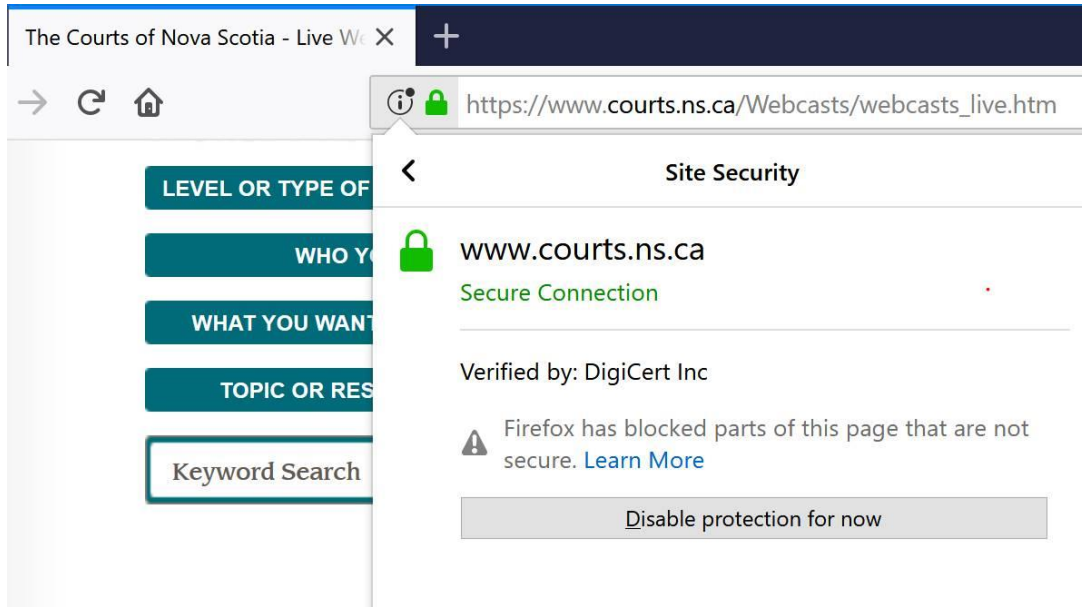 The Courts of Nova Scotia - Live We
https://www.courts.ns.ca/Webcasts/webcasts_live.htm
Site Security
LEVEL OR TYPE OF
www.courts.ns.ca
WHO YO
Secure Connection
WHAT YOU WANT
Verified by: DigiCert Inc
TOPIC OR RES
Firefox has blocked parts of this page that are not
secure. Learn More
Keyword Search
Disable protection for now